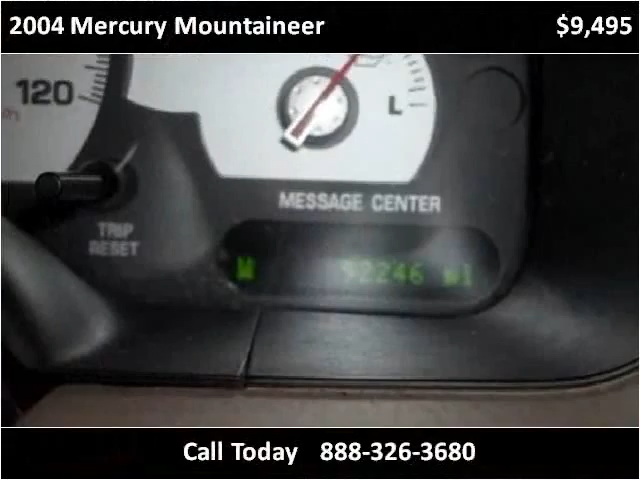 2004 Mercury Mountaineer $9,495
120
L
MESSAGE CENTER
TRIP
RESET
92246 mi
Call Today 888-326-3680